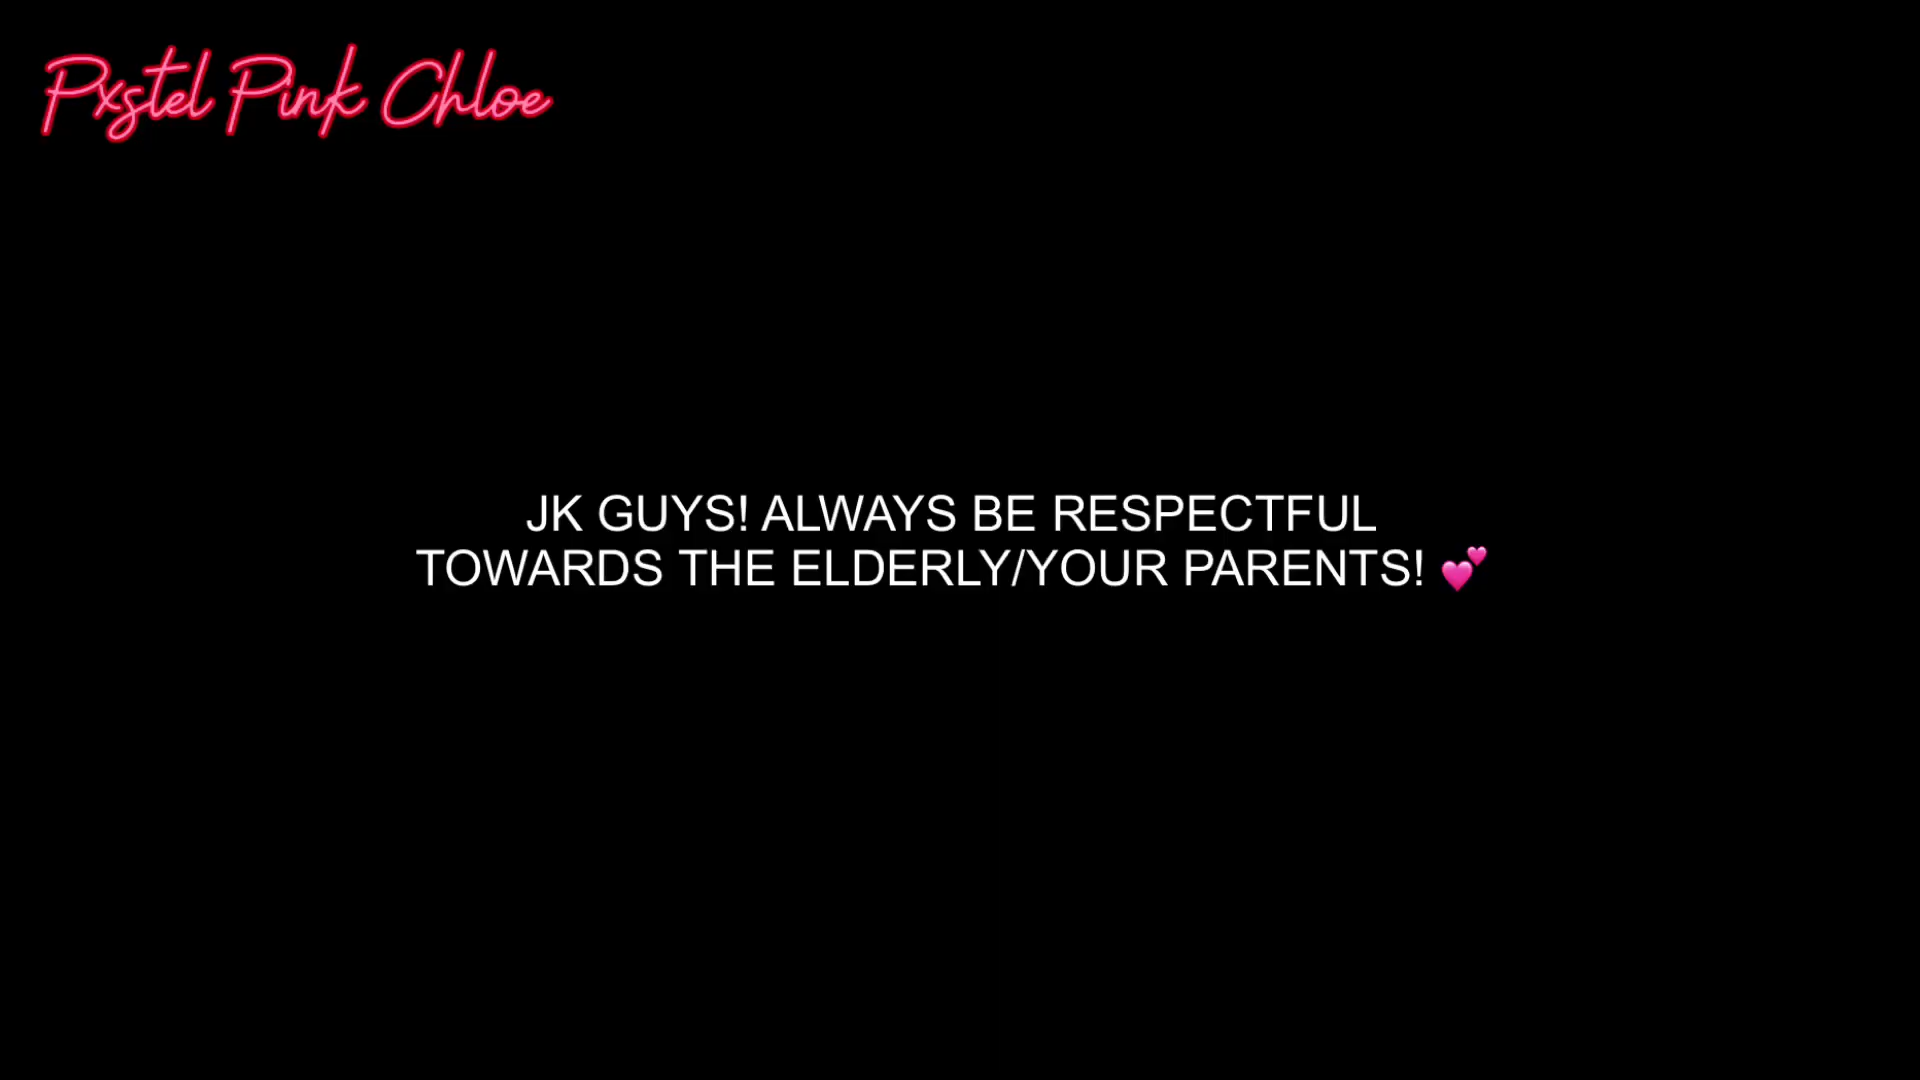 Pxstel Pink Chloe
JK GUYS! ALWAYS BE RESPECTFUL
TOWARDS THE ELDERLY/YOUR PARENTS! 💕